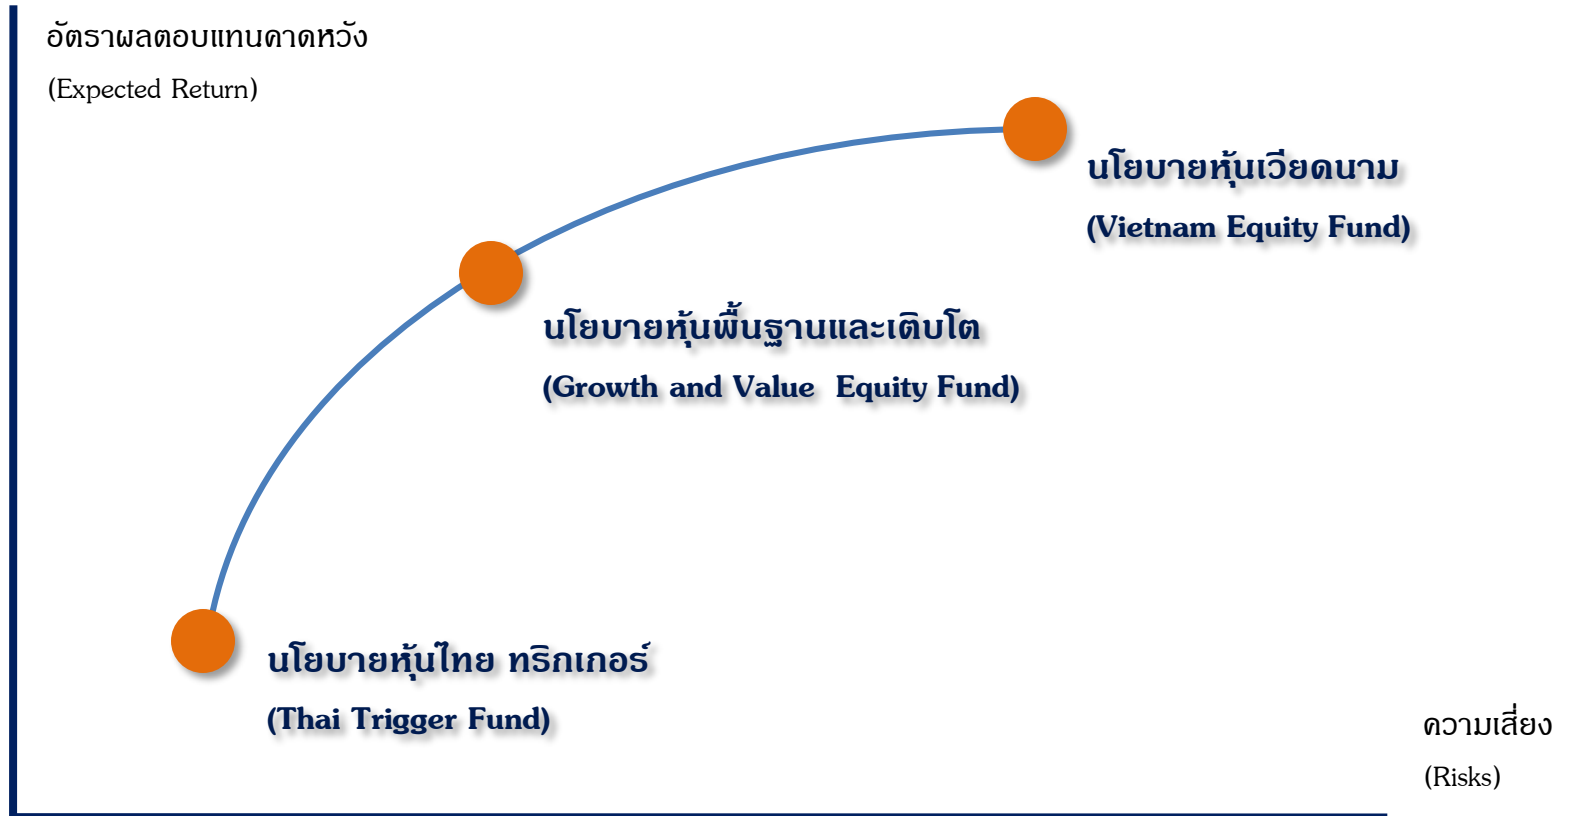 อัตราผลตอบแทนคาดหวัง
(Expected Return)
นโยบายหุ้นเวียดนาม
(Vietnam Equity Fund)
นโยบายหุ้นพื้นฐานและเติบโต
(Growth and Value  Equity Fund)
นโยบายหุ้นไทย ทริกเกอร์
(Thai Trigger Fund)
ความเสี่ยง
(Risks)